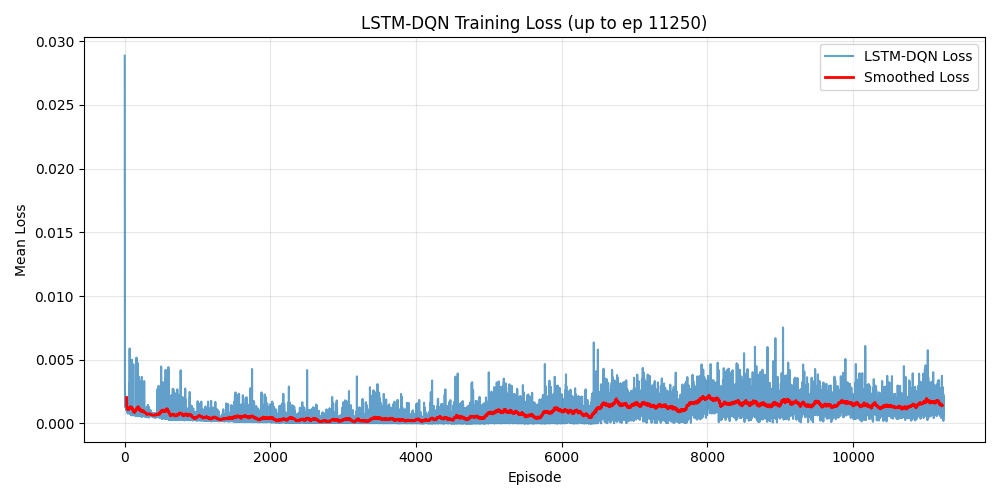 LSTM-DQN Training Loss (up to ep 11250)
LSTM-DQN Loss
Smoothed Loss
Mean Loss
0.030
0.025
0.020
0.015
0.010
0.005
0.000
0 2000 4000 6000 8000 10000
Episode